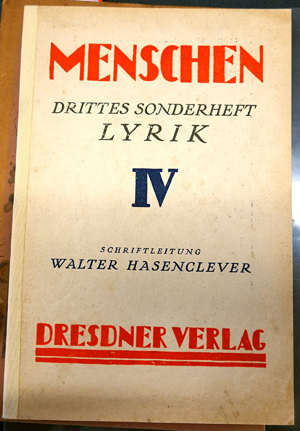 MENSCHEN
DRITTES SONDERHEFT
LYRIK
IV
SCHRIFTLEITUNG
WALTER HASENCLEVER
DRESDNER VERLAG